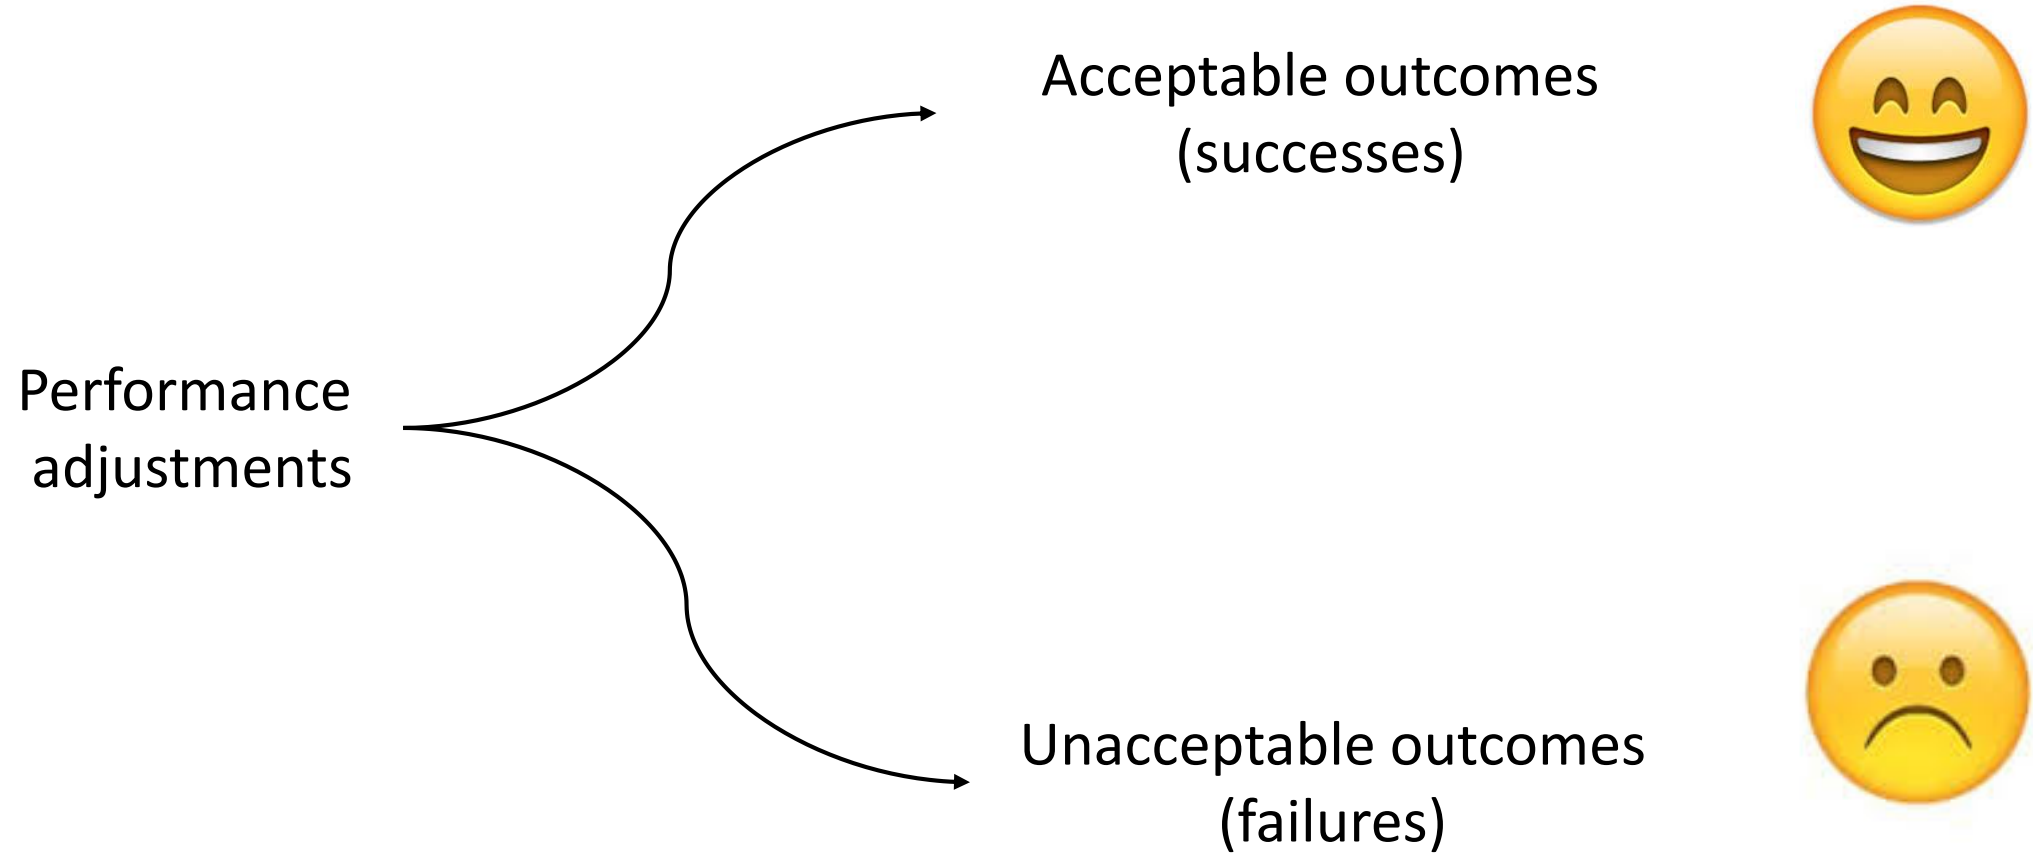 Acceptable outcomes
(successes)
Performance
adjustments
Unacceptable outcomes
(failures)